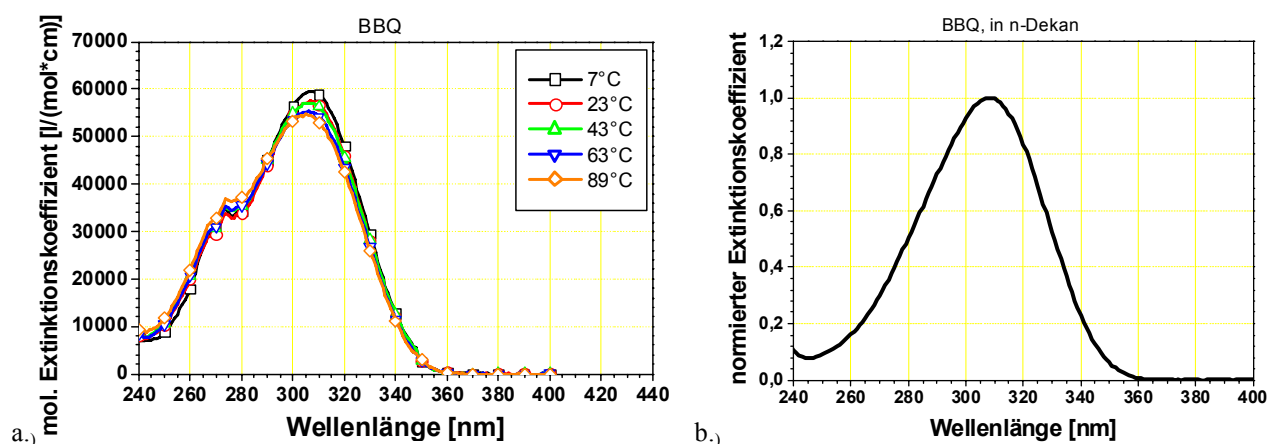 BBQ
mol. Extinktionskoeffizient [l/(mol*cm)]
70000
60000
50000
40000
30000
20000
10000
0
7°C
23°C
43°C
63°C
89°C
240 260 280 300 320 340 360 380 400 420 440
Wellenlänge [nm]
a.)
BBQ, in n-Dekan
normierter Extinktionskoeffizient
1,2
1,0
0,8
0,6
0,4
0,2
0,0
240 260 280 300 320 340 360 380 400
Wellenlänge [nm]
b.)